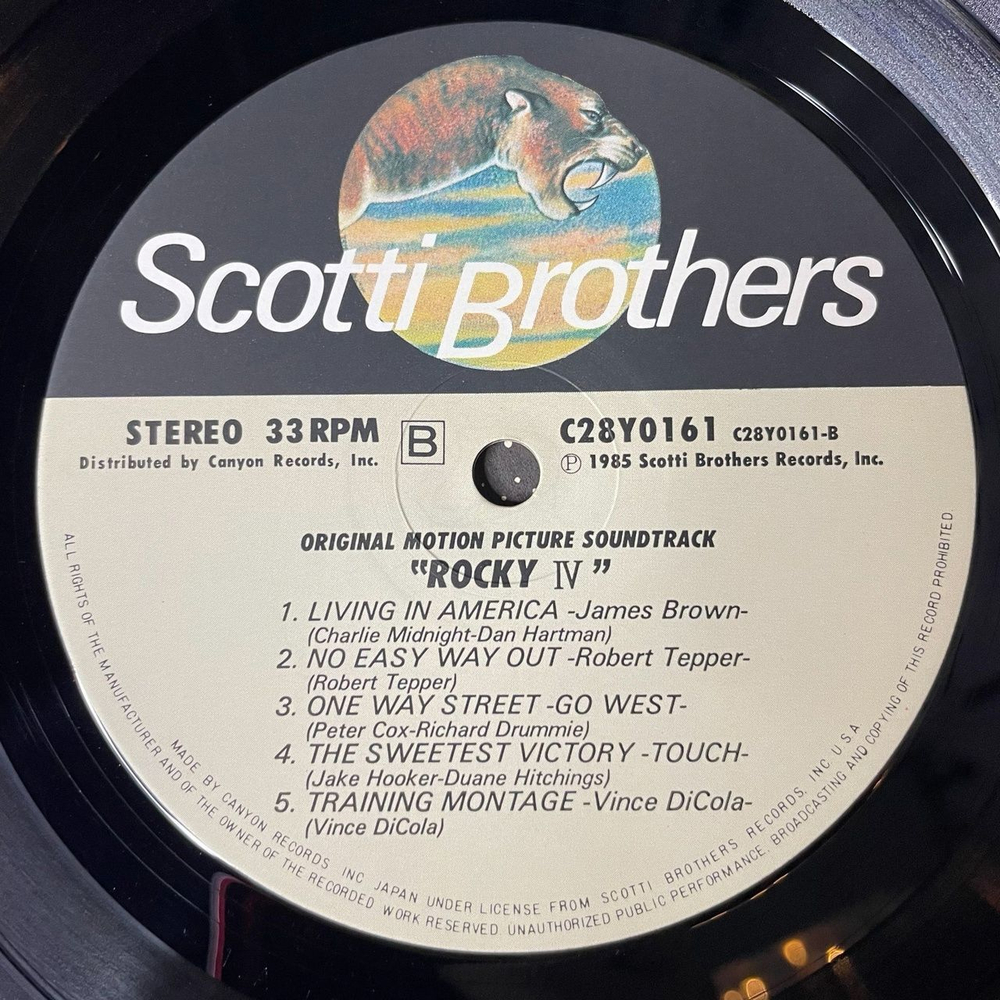 Scotti Brothers
STEREO 33 RPM B C28Y0161 C28Y0161-B
Distributed by Canyon Records, Inc. Ⓟ 1985 Scotti Brothers Records, Inc.
ORIGINAL MOTION PICTURE SOUNDTRACK
“ROCKY IV”
1. LIVING IN AMERICA -James Brown-
(Charlie Midnight-Dan Hartman)
2. NO EASY WAY OUT -Robert Tepper-
(Robert Tepper)
3. ONE WAY STREET -GO WEST-
(Peter Cox-Richard Drummie)
4. THE SWEETEST VICTORY -TOUCH-
(Jake Hooker-Duane Hitchings)
5. TRAINING MONTAGE -Vince DiCola-
(Vince DiCola)
MADE BY CANYON RECORDS, INC JAPAN UNDER LICENSE FROM SCOTTI BROTHERS RECORDS, INC U.S.A
ALL RIGHTS OF THE MANUFACTURER AND OF THE OWNER OF THE RECORDED WORK RESERVED UNAUTHORIZED PUBLIC PERFORMANCE. BROADCASTING AND COPYING OF THIS RECORD PROHIBITED.